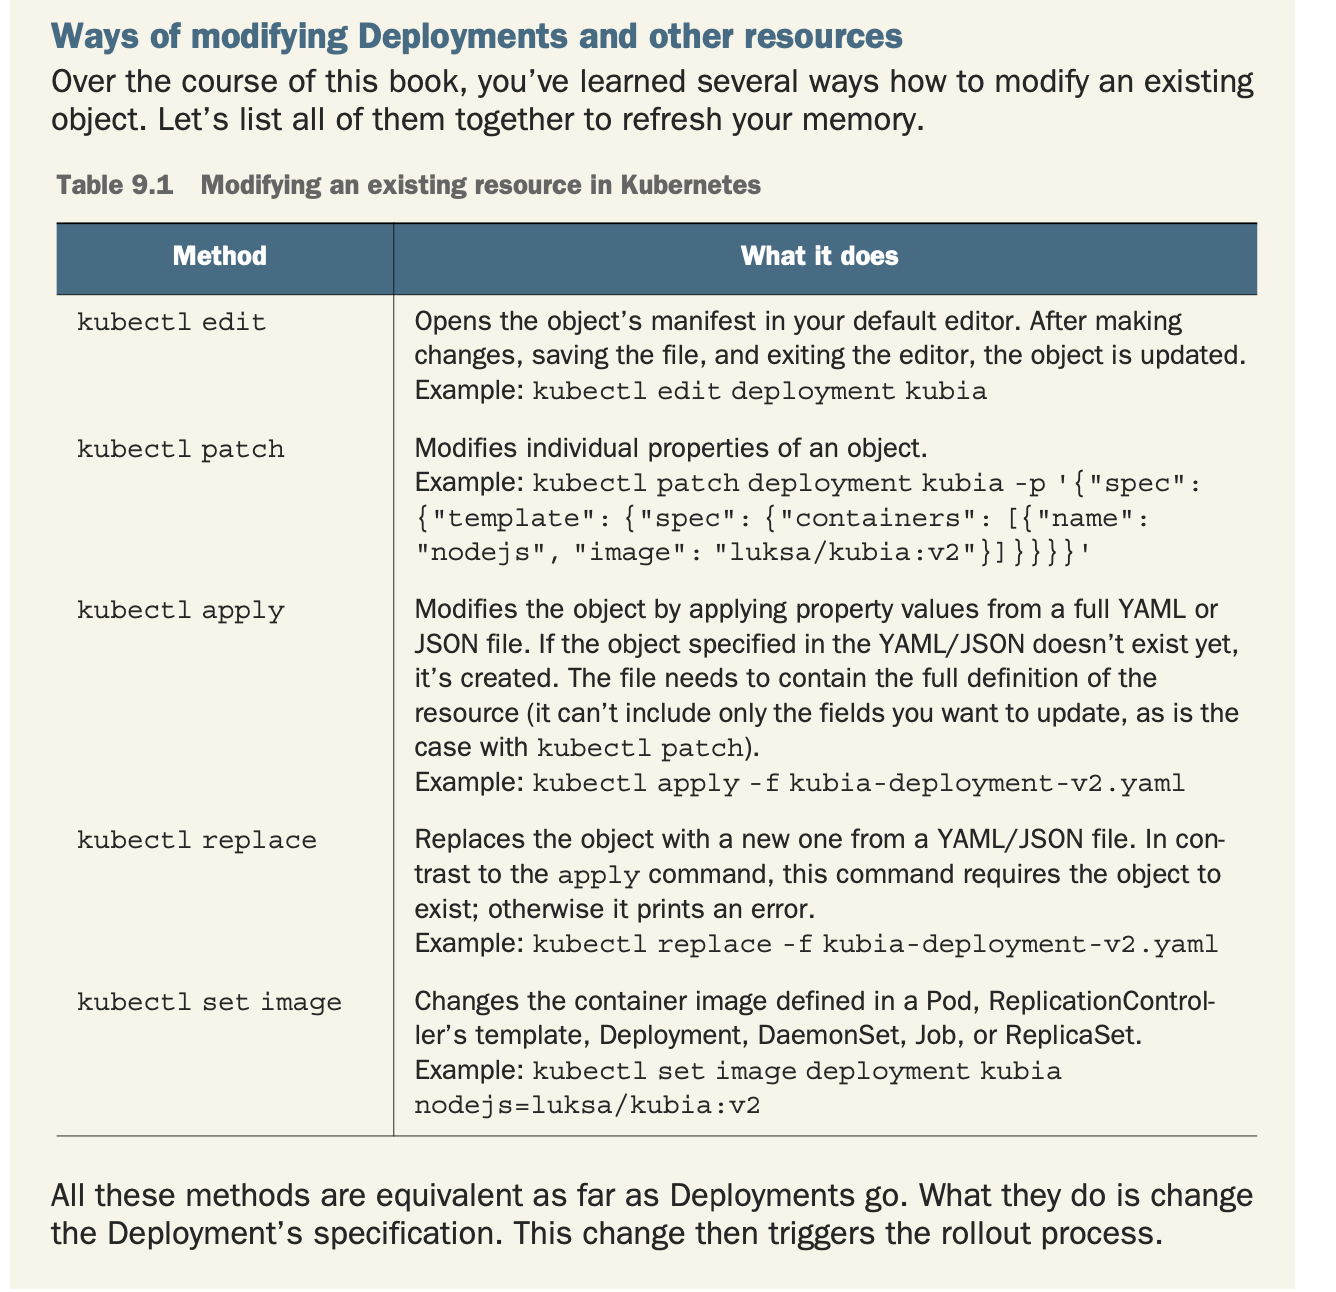 Ways of modifying Deployments and other resources
Over the course of this book, you’ve learned several ways how to modify an existing
object. Let’s list all of them together to refresh your memory.
Table 9.1 Modifying an existing resource in Kubernetes
Method What it does
kubectl edit Opens the object’s manifest in your default editor. After making
changes, saving the file, and exiting the editor, the object is updated.
Example: kubectl edit deployment kubia
kubectl patch Modifies individual properties of an object.
Example: kubectl patch deployment kubia -p '{"spec":
{"template": {"spec": {"containers": [{"name":
"nodejs", "image": "luksa/kubia:v2"}]}}}}'
kubectl apply Modifies the object by applying property values from a full YAML or
JSON file. If the object specified in the YAML/JSON doesn’t exist yet,
it’s created. The file needs to contain the full definition of the
resource (it can’t include only the fields you want to update, as is the
case with kubectl patch).
Example: kubectl apply -f kubia-deployment-v2.yaml
kubectl replace Replaces the object with a new one from a YAML/JSON file. In con-
trast to the apply command, this command requires the object to
exist; otherwise it prints an error.
Example: kubectl replace -f kubia-deployment-v2.yaml
kubectl set image Changes the container image defined in a Pod, ReplicationControl-
ler’s template, Deployment, DaemonSet, Job, or ReplicaSet.
Example: kubectl set image deployment kubia
nodejs=luksa/kubia:v2
All these methods are equivalent as far as Deployments go. What they do is change
the Deployment’s specification. This change then triggers the rollout process.